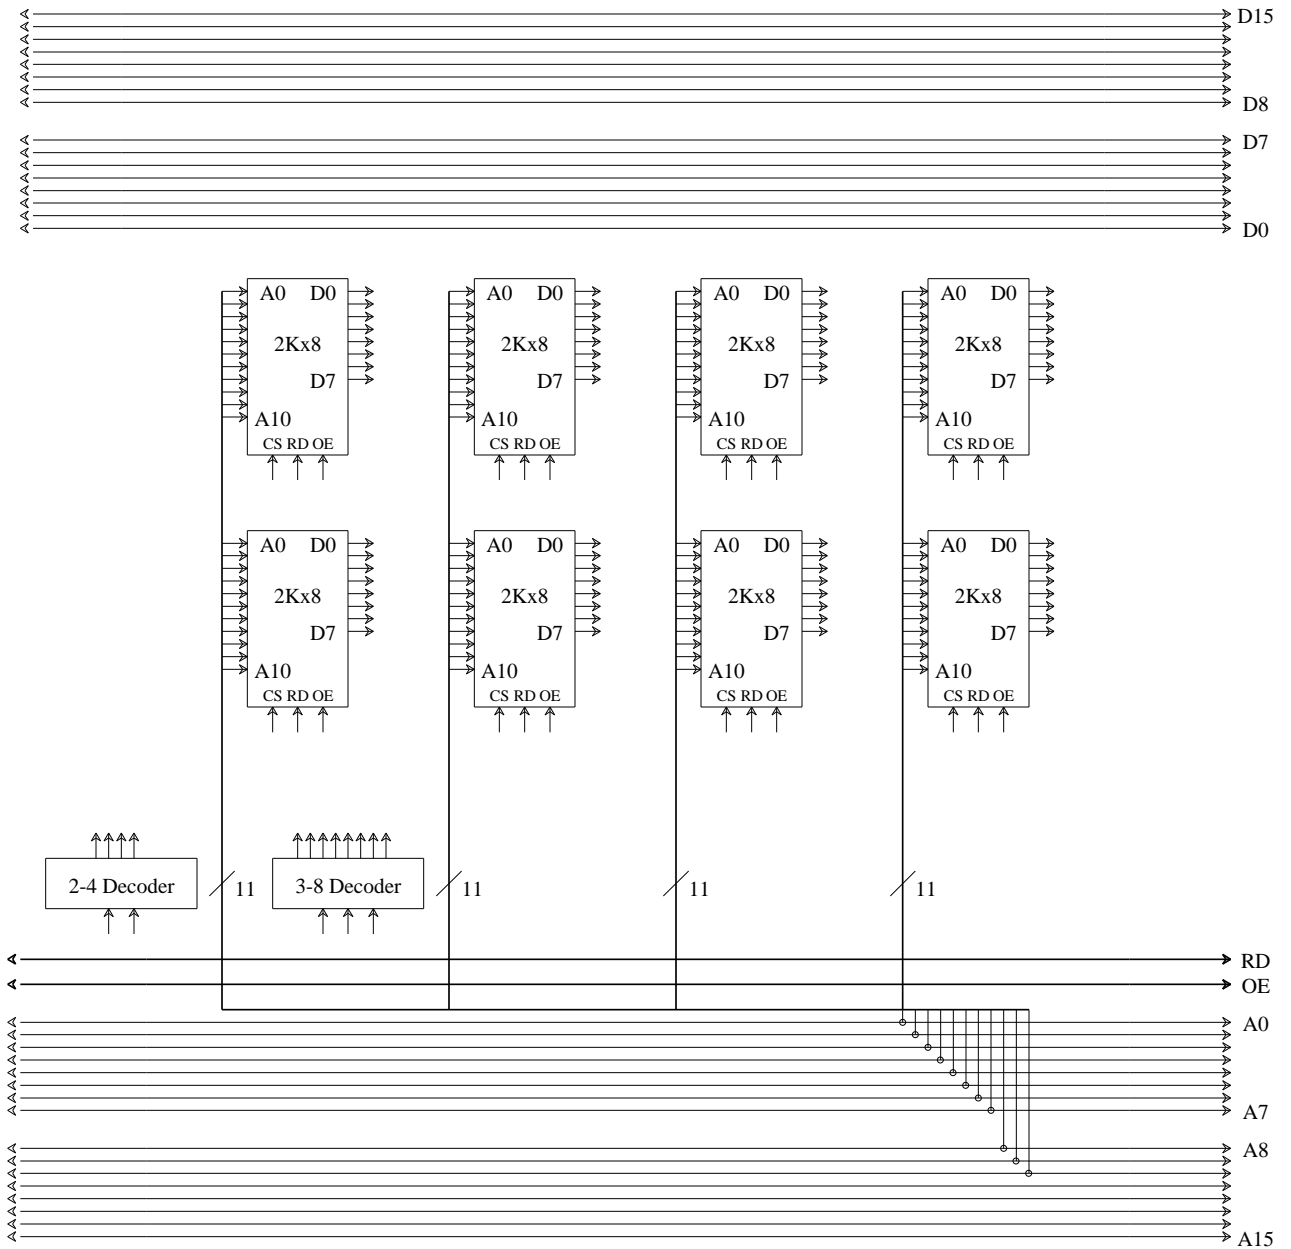 D15
D8
D7
D0
A0 D0 A0 D0 A0 D0 A0 D0
2Kx8 2Kx8 2Kx8 2Kx8
D7 D7 D7 D7
A10 A10 A10 A10
CS RD OE CS RD OE CS RD OE CS RD OE
A0 D0 A0 D0 A0 D0 A0 D0
2Kx8 2Kx8 2Kx8 2Kx8
D7 D7 D7 D7
A10 A10 A10 A10
CS RD OE CS RD OE CS RD OE CS RD OE
2-4 Decoder 11 3-8 Decoder 11 11 11
RD
OE
A0
A7
A8
A15